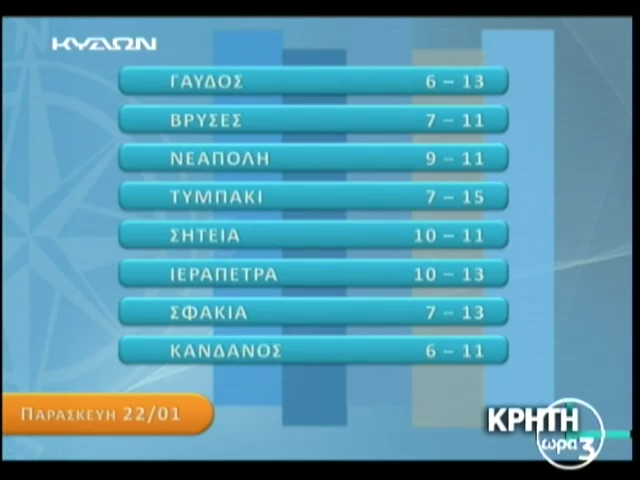 ΚΥΔΩΝ
ΓΑΥΔΟΣ 6 – 13
ΒΡΥΣΕΣ 7 – 11
ΝΕΑΠΟΛΗ 9 – 11
ΤΥΜΠΑΚΙ 7 – 15
ΣΗΤΕΙΑ 10 – 11
ΙΕΡΑΠΕΤΡΑ 10 – 13
ΣΦΑΚΙΑ 7 – 13
ΚΑΝΔΑΝΟΣ 6 – 11
ΠΑΡΑΣΚΕΥΗ 22/01
ΚΡΗΤΗ
ωρα 3